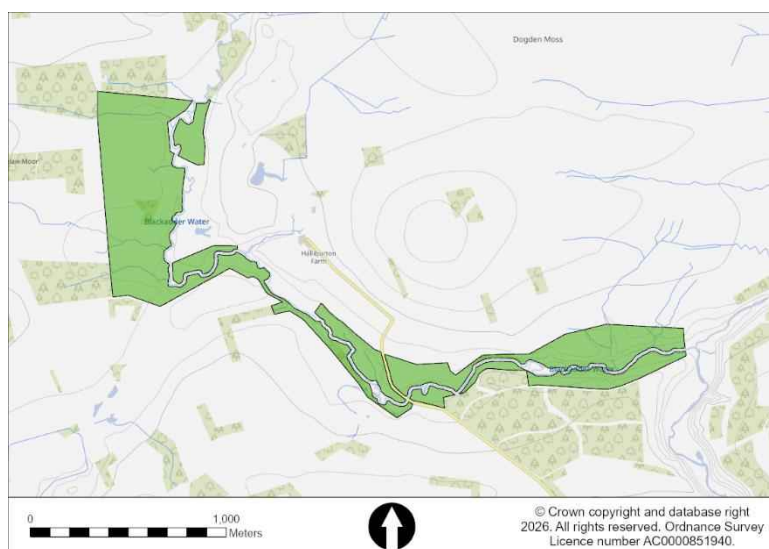 Dogden Moss
Blackadder Water
Halliburton
Farm
0
1,000
Meters
© Crown copyright and database right
2026. All rights reserved. Ordnance Survey
Licence number AC0000851940.